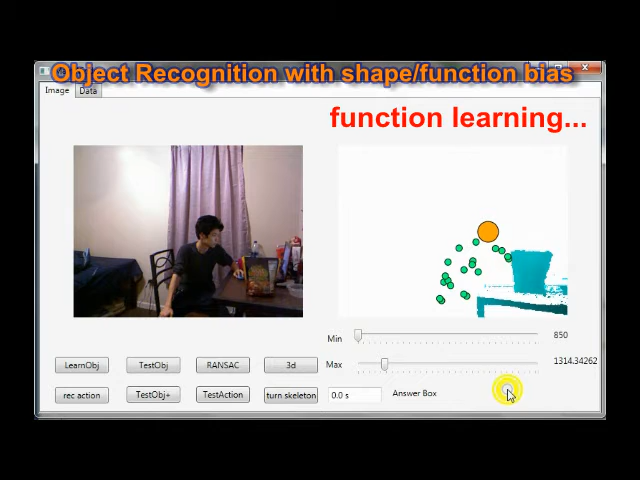 Object Recognition with shape/function bias
Image Data
function learning...
Min 850
Max 1314.34262
LearnObj TestObj RANSAC 3d
rec action TestObj+ TestAction turn skeleton 0.0 s Answer Box